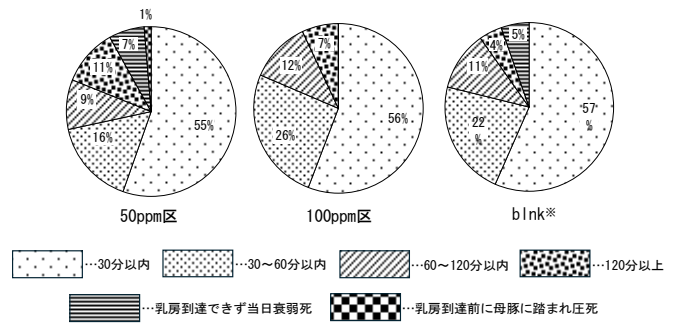 1%
7%
11%
9%
16%
55%
50ppm区
7%
12%
26%
56%
100ppm区
5%
4%
11%
22
%
57
%
blnk※
…30分以内
…30～60分以内
…60～120分以内
…120分以上
…乳房到達できず当日衰弱死
…乳房到達前に母豚に踏まれ圧死